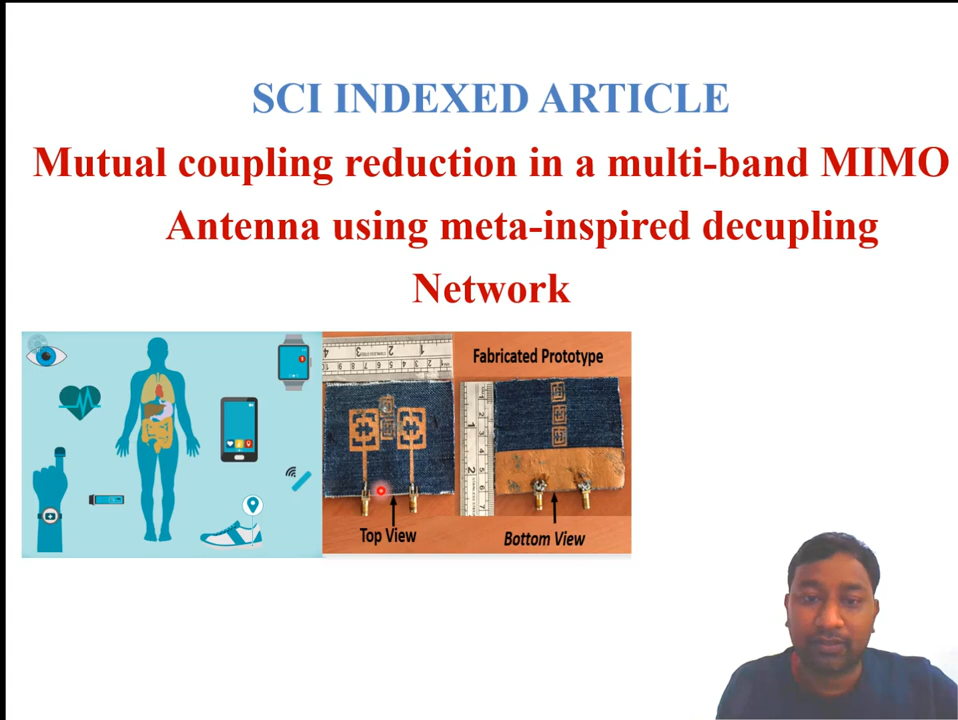 SCI INDEXED ARTICLE
Mutual coupling reduction in a multi-band MIMO
Antenna using meta-inspired decupling
Network
Fabricated Prototype
Top View
Bottom View